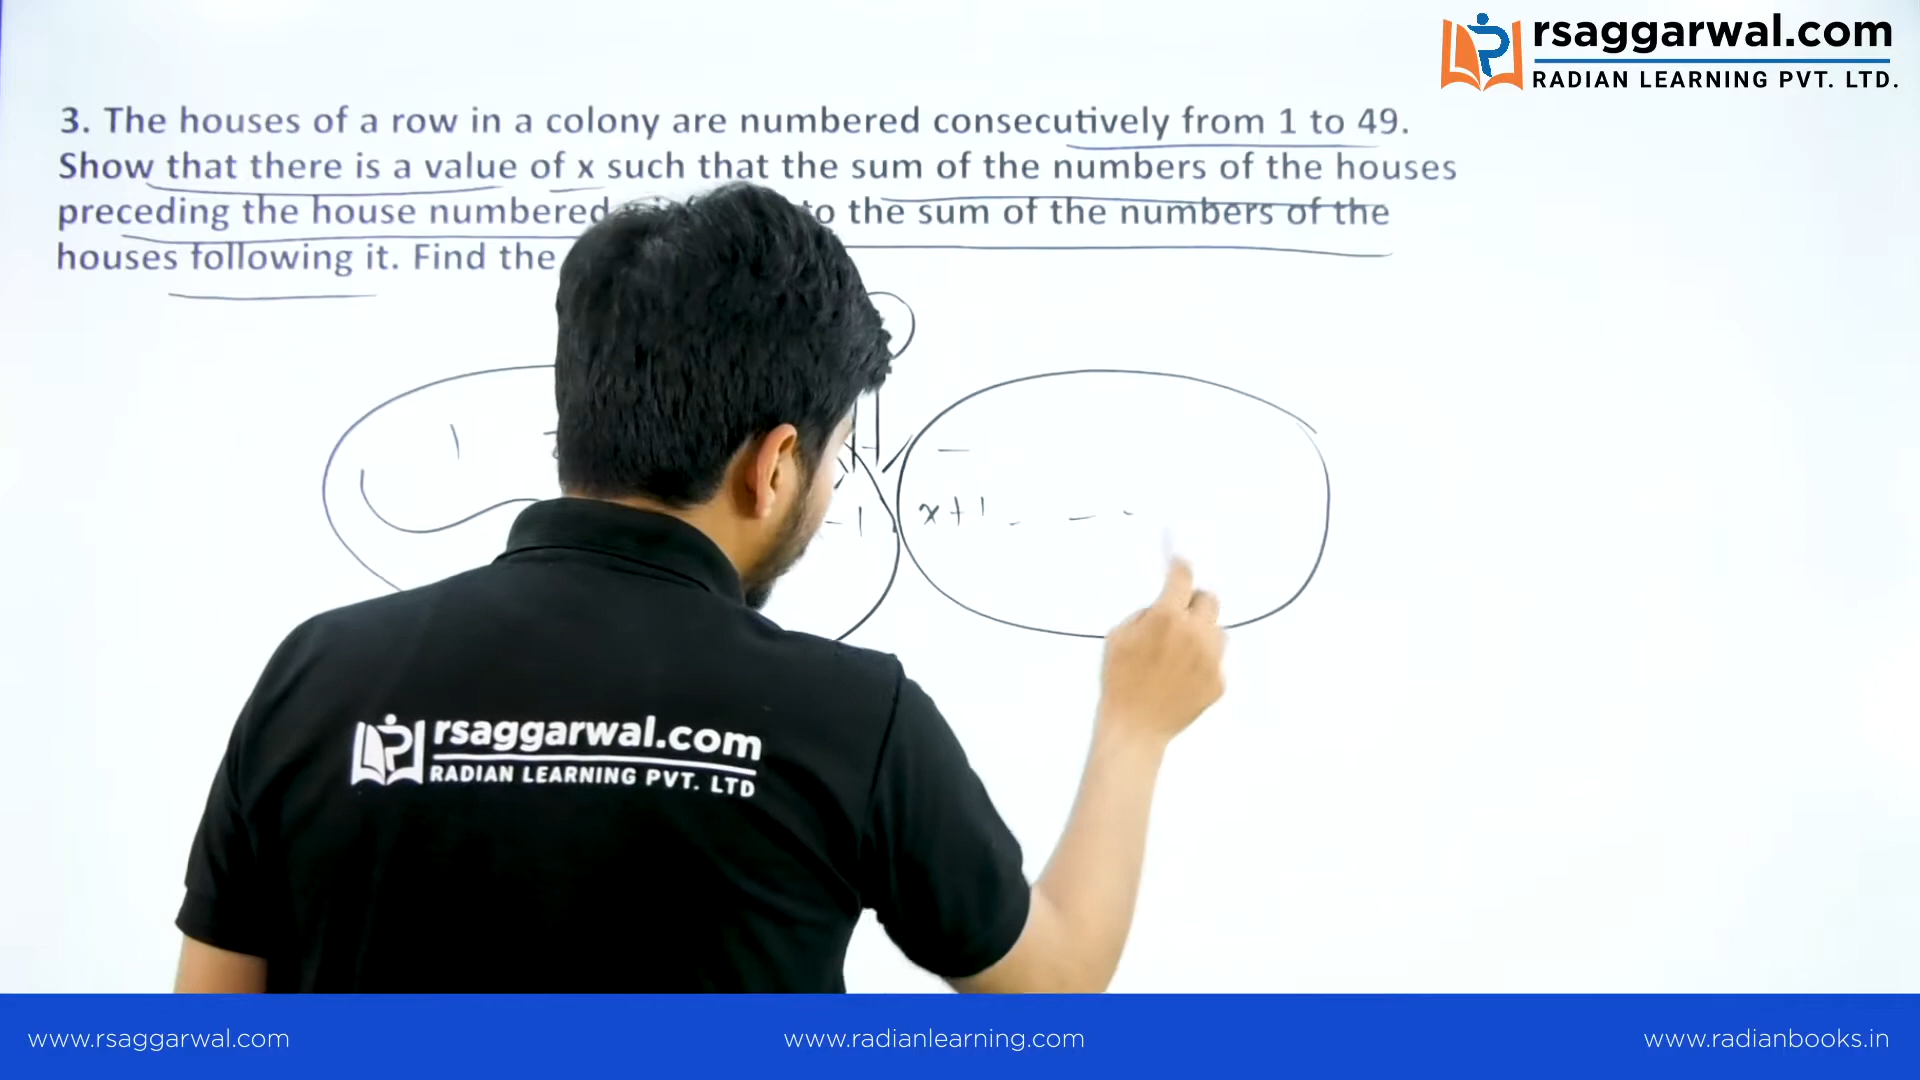 rsaggarwal.com
RADIAN LEARNING PVT. LTD.
3. The houses of a row in a colony are numbered consecutively from 1 to 49.
Show that there is a value of x such that the sum of the numbers of the houses
preceding the house numbered to the sum of the numbers of the
houses following it. Find the
1
-1
x+1 . - -
rsaggarwal.com
RADIAN LEARNING PVT. LTD
www.rsaggarwal.com
www.radianlearning.com
www.radianbooks.in